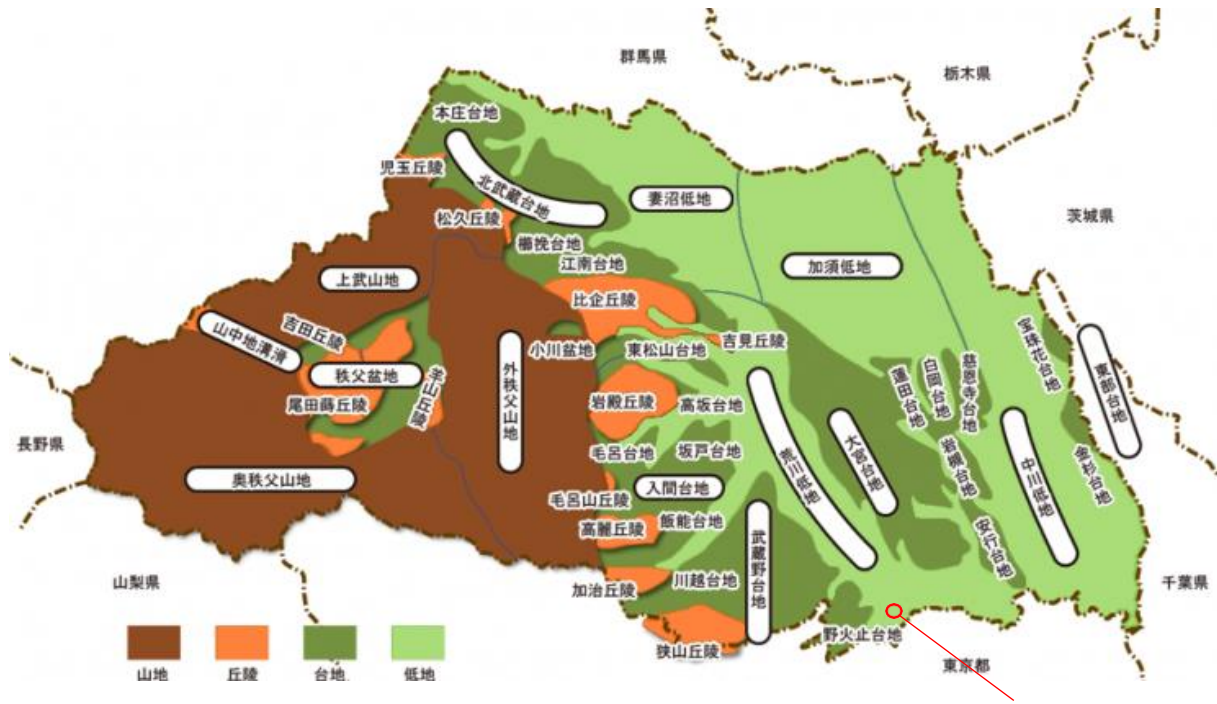 群馬県
栃木県
本庄台地
児玉丘陵
北武蔵台地
妻沼低地
茨城県
松久丘陵
櫛挽台地
江南台地
加須低地
上武山地
比企丘陵
山中地溝滞
吉田丘陵
小川盆地
東松山台地
吉見丘陵
宝珠花台地
東部台地
秩父盆地
羊山丘陵
外秩父山地
蓮田台地
白岡台地
慈恩寺台地
尾田蒔丘陵
岩殿丘陵
高坂台地
長野県
毛呂台地
坂戸台地
荒川低地
大宮台地
岩槻台地
中川低地
金杉台地
奥秩父山地
入間台地
毛呂山丘陵
高麗丘陵
飯能台地
武蔵野台地
安行台地
山梨県
加治丘陵
川越台地
千葉県
野火止台地
狭山丘陵
東京都
山地
丘陵
台地
低地